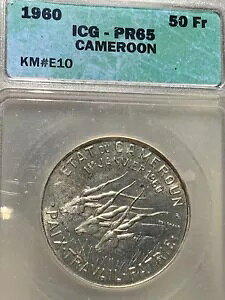 1960 50 Fr
ICG - PR65
CAMEROON
KM#E10
ETAT DU CAMEROUN
1ER JANVIER 1960
PAIX-TRAVAIL-PATRIE